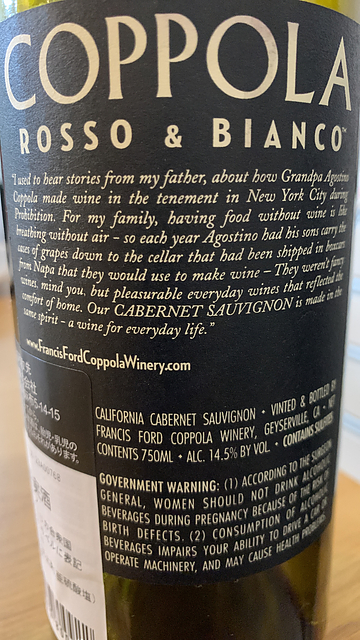 COPPOLA
ROSSO & BIANCO™
"I used to hear stories from my father, about how Grandpa Agostino
Coppola made wine in the tenement in New York City during
Prohibition. For my family, having food without wine is like
breathing without air – so each year Agostino had his sons carry the
cases of grapes down to the cellar that had been shipped in boxcars
from Napa that they would use to make wine – They weren't fancy
wines, mind you, but pleasurable everyday wines that reflected the
comfort of home. Our CABERNET SAUVIGNON is made in the
same spirit - a wine for everyday life."
www.FrancisFordCoppolaWinery.com
CALIFORNIA CABERNET SAUVIGNON • VINTED & BOTTLED BY
FRANCIS FORD COPPOLA WINERY, GEYSERVILLE, CA •
CONTENTS 750ML • ALC. 14.5% BY VOL • CONTAINS SULFITES
GOVERNMENT WARNING: (1) ACCORDING TO THE SURGEON
GENERAL, WOMEN SHOULD NOT DRINK ALCOHOLIC
BEVERAGES DURING PREGNANCY BECAUSE OF THE RISK OF
BIRTH DEFECTS. (2) CONSUMPTION OF ALCOHOLIC
BEVERAGES IMPAIRS YOUR ABILITY TO DRIVE A CAR OR
OPERATE MACHINERY, AND MAY CAUSE HEALTH PROBLEMS.
5-14-15